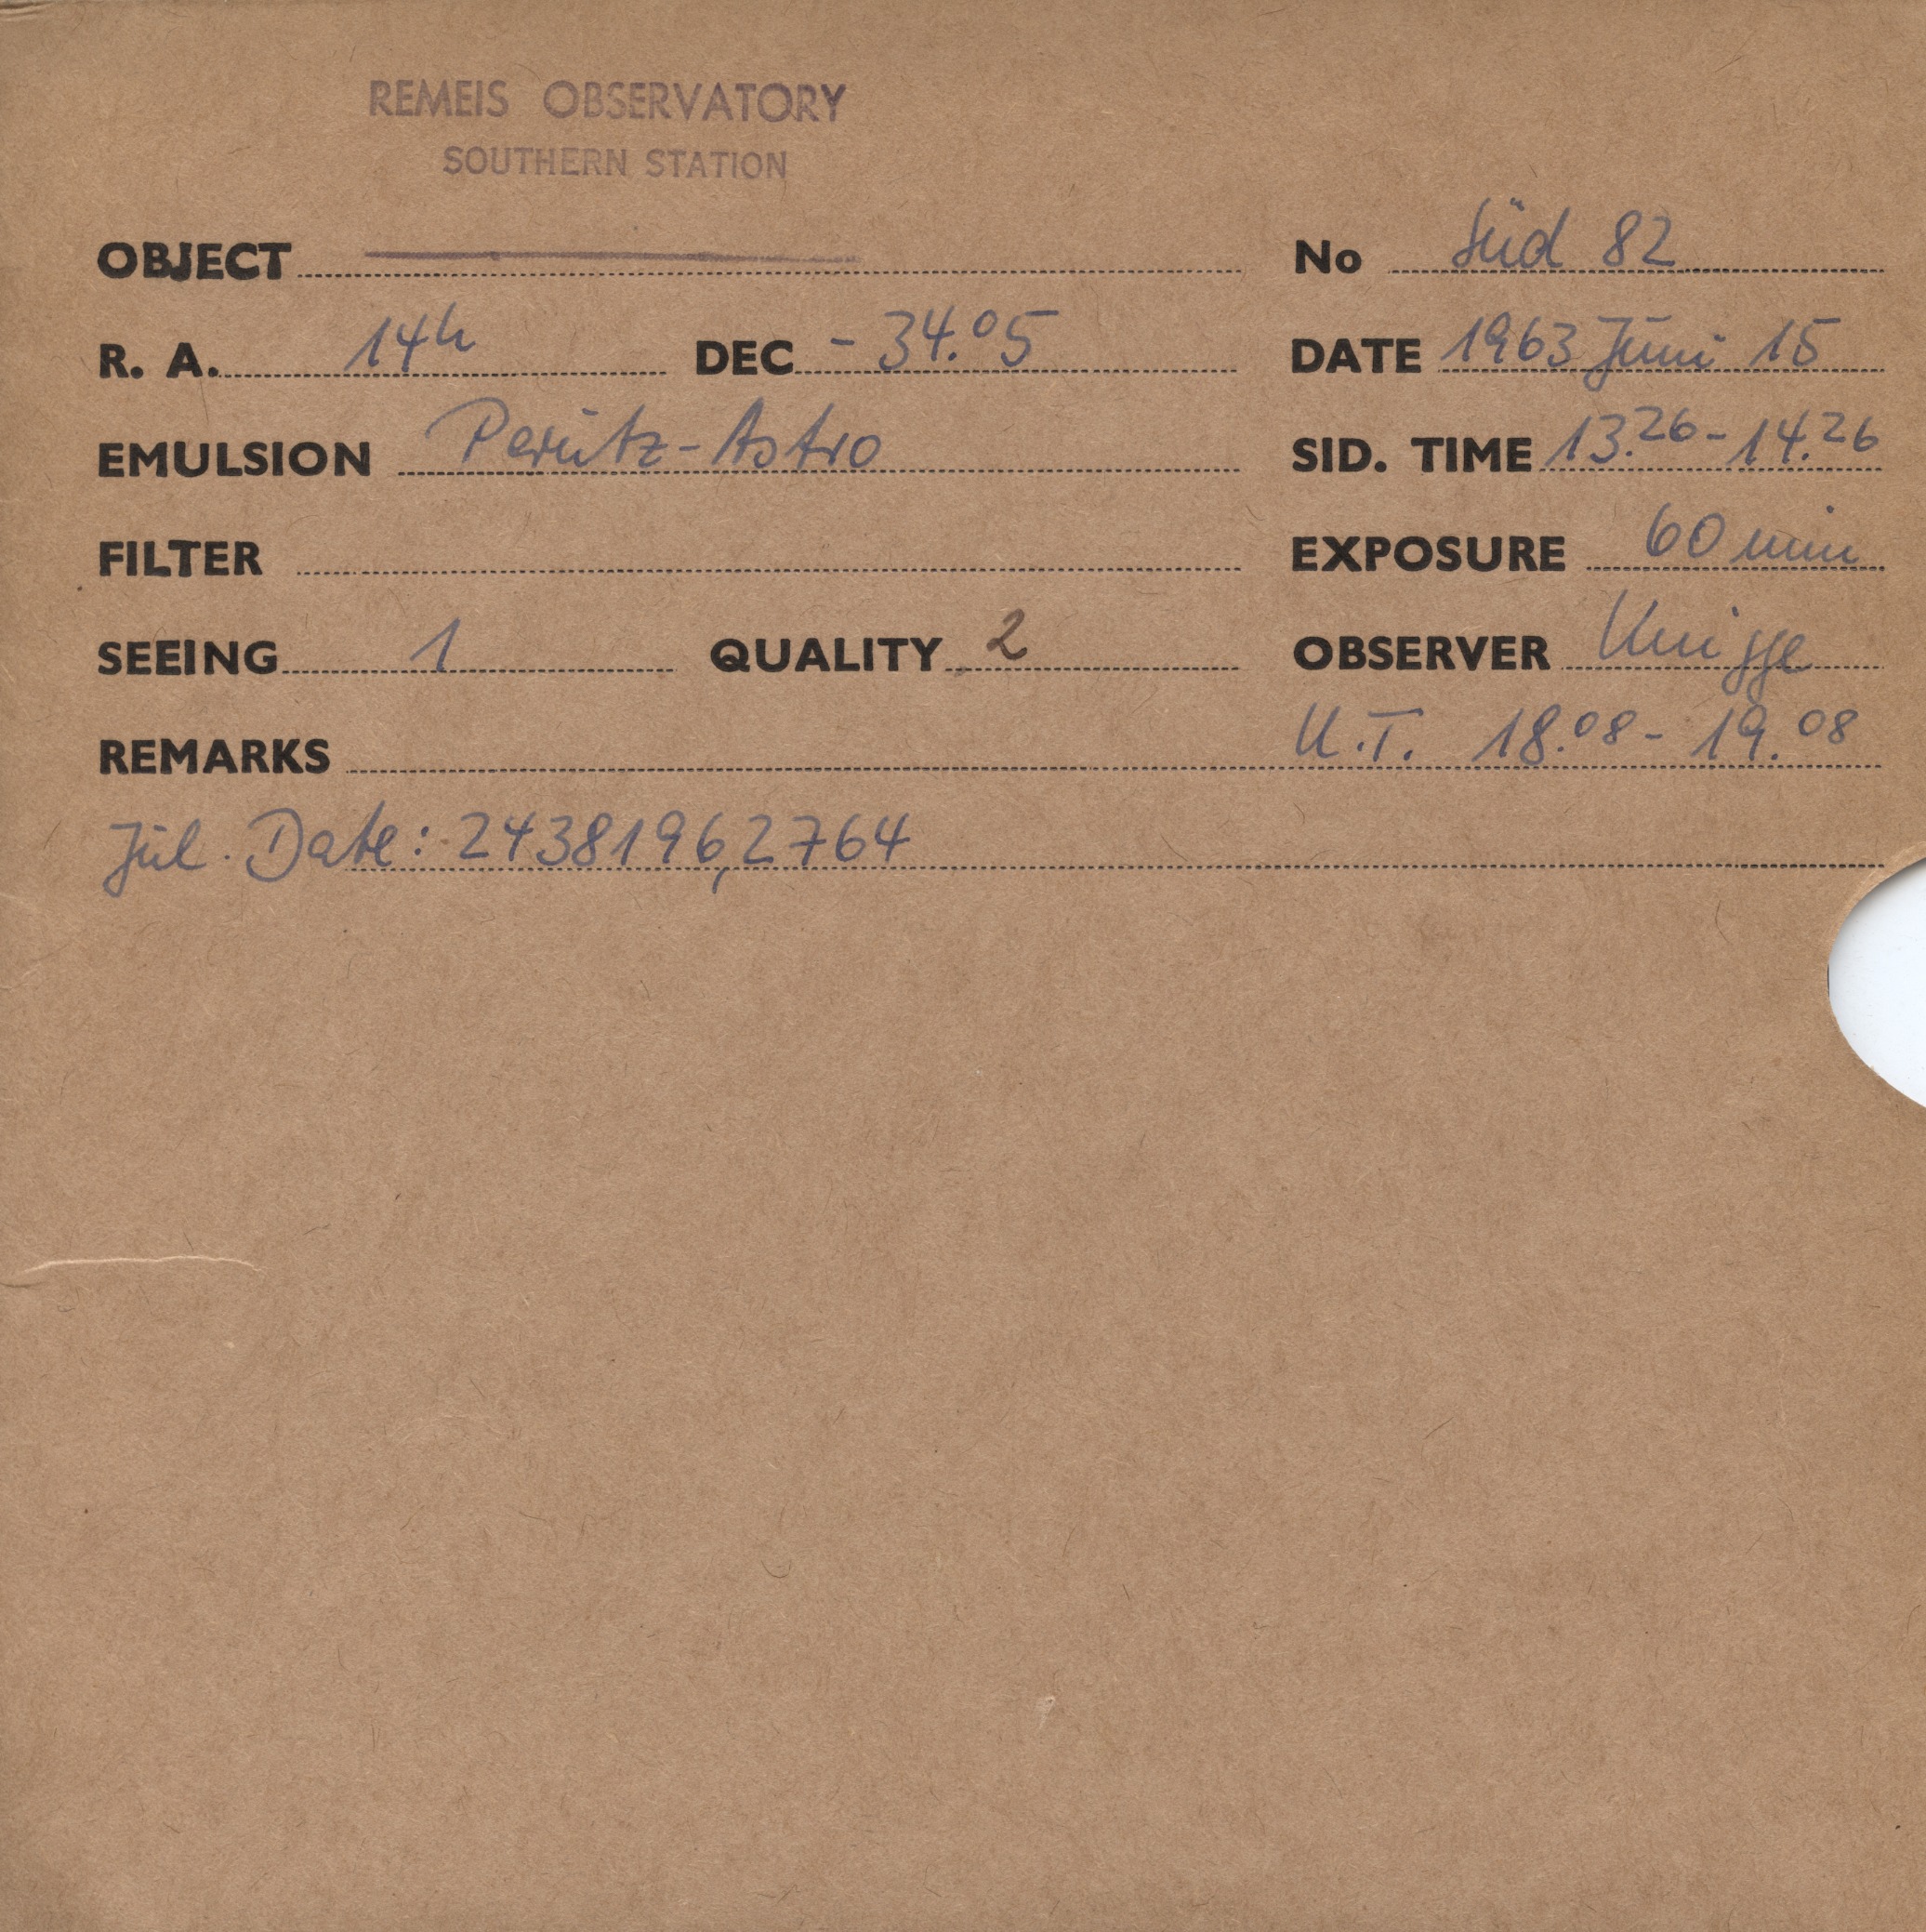 REMEIS OBSERVATORY
SOUTHERN STATION
OBJECT No Süd 82
R. A. 14h DEC - 34.°5 DATE 1963 Juni 15
EMULSION Perutz-Astro SID. TIME 13.26 - 14.26
FILTER EXPOSURE 60 min
SEEING 1 QUALITY 2 OBSERVER Knigge
REMARKS U.T. 18.08 - 19.08
Jul. Date: 2438196,2764